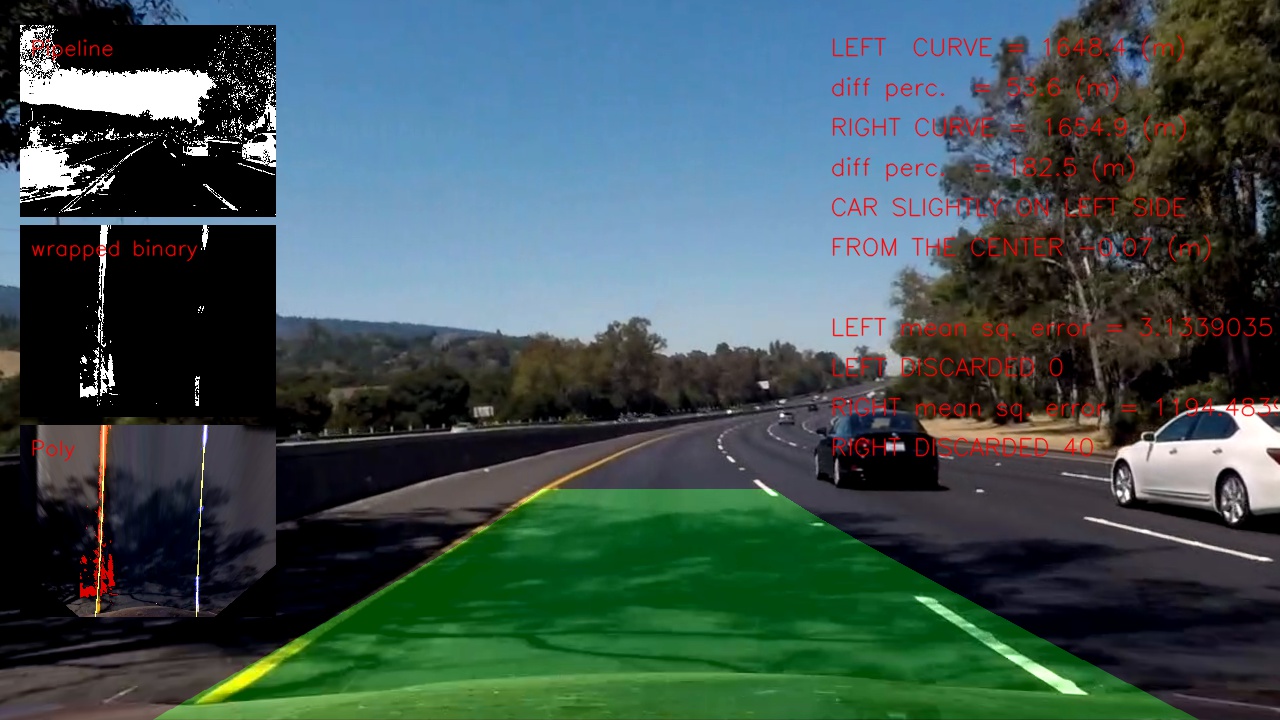 Pipeline
wrapped binary
Poly
LEFT  CURVE = 1648.4 (m)
diff perc.  = 53.6 (m)
RIGHT CURVE = 1654.9 (m)
diff perc.  = 182.5 (m)
CAR SLIGHTLY ON LEFT SIDE
FROM THE CENTER -0.07 (m)
LEFT mean sq. error = 3.1339035
LEFT DISCARDED 0
RIGHT mean sq. error = 1194.483
RIGHT DISCARDED 40